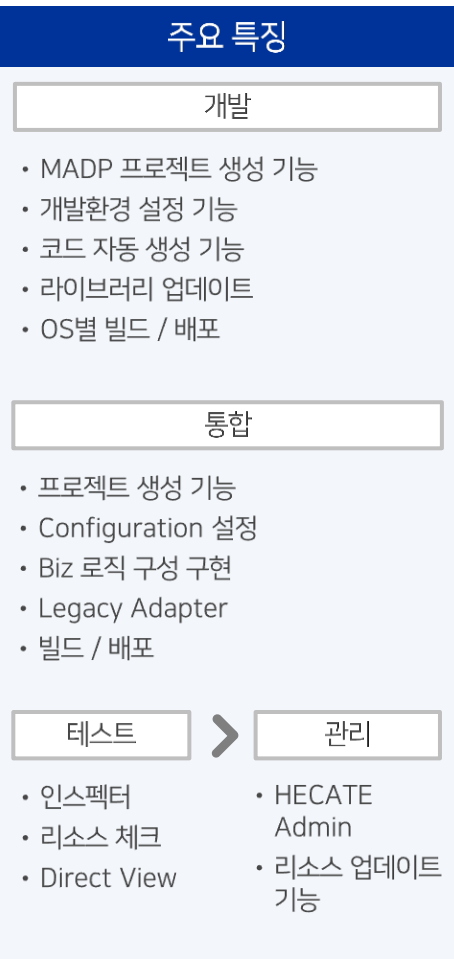 주요 특징
개발
• MADP 프로젝트 생성 기능
• 개발환경 설정 기능
• 코드 자동 생성 기능
• 라이브러리 업데이트
• OS별 빌드 / 배포
통합
• 프로젝트 생성 기능
• Configuration 설정
• Biz 로직 구성 구현
• Legacy Adapter
• 빌드 / 배포
테스트
• 인스펙터
• 리소스 체크
• Direct View
관리
• HECATE
Admin
• 리소스 업데이트
기능